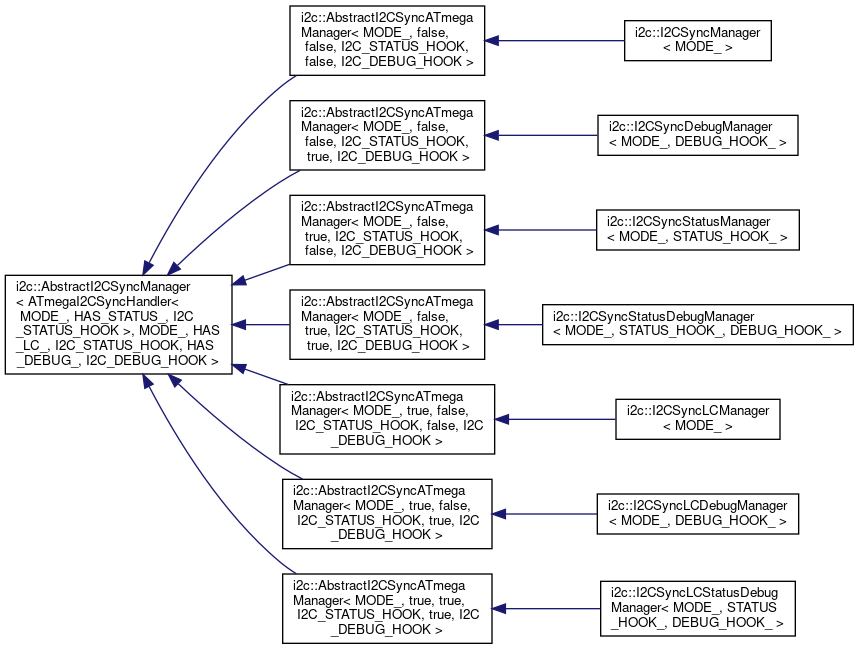 i2c::AbstractI2CSyncATmega
Manager< MODE_, false,
false, I2C_STATUS_HOOK,
false, I2C_DEBUG_HOOK >
i2c::I2CSyncManager
< MODE_ >
i2c::AbstractI2CSyncATmega
Manager< MODE_, false,
false, I2C_STATUS_HOOK,
true, I2C_DEBUG_HOOK >
i2c::I2CSyncDebugManager
< MODE_, DEBUG_HOOK_ >
i2c::AbstractI2CSyncATmega
Manager< MODE_, false,
true, I2C_STATUS_HOOK,
false, I2C_DEBUG_HOOK >
i2c::I2CSyncStatusManager
< MODE_, STATUS_HOOK_ >
i2c::AbstractI2CSyncManager
< ATmegaI2CSyncHandler<
MODE_, HAS_STATUS_, I2C
_STATUS_HOOK >, MODE_, HAS
_LC_, I2C_STATUS_HOOK, HAS
_DEBUG_, I2C_DEBUG_HOOK >
i2c::AbstractI2CSyncATmega
Manager< MODE_, false,
true, I2C_STATUS_HOOK,
true, I2C_DEBUG_HOOK >
i2c::I2CSyncStatusDebugManager
< MODE_, STATUS_HOOK_, DEBUG_HOOK_ >
i2c::AbstractI2CSyncATmega
Manager< MODE_, true, false,
I2C_STATUS_HOOK, false, I2C
_DEBUG_HOOK >
i2c::I2CSyncLCManager
< MODE_ >
i2c::AbstractI2CSyncATmega
Manager< MODE_, true, false,
I2C_STATUS_HOOK, true, I2C
_DEBUG_HOOK >
i2c::I2CSyncLCDebugManager
< MODE_, DEBUG_HOOK_ >
i2c::AbstractI2CSyncATmega
Manager< MODE_, true, true,
I2C_STATUS_HOOK, true, I2C
_DEBUG_HOOK >
i2c::I2CSyncLCStatusDebug
Manager< MODE_, STATUS
_HOOK_, DEBUG_HOOK_ >